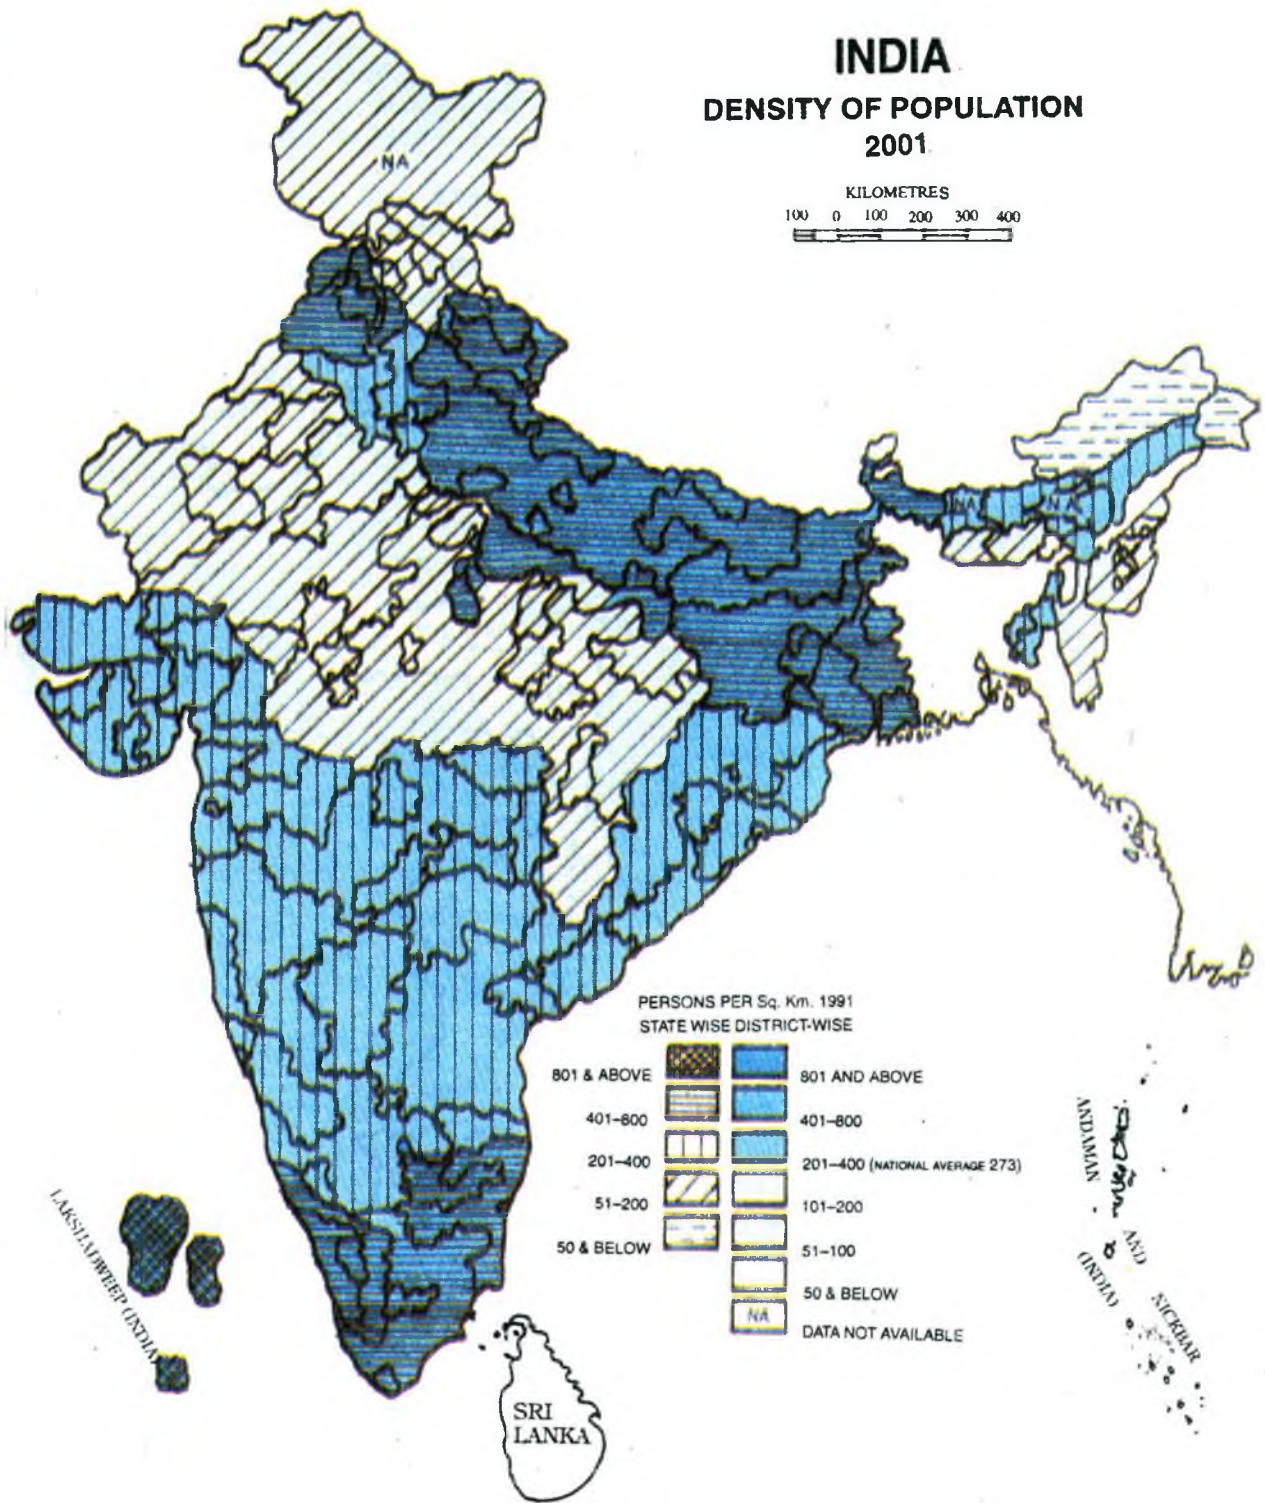 INDIA
DENSITY OF POPULATION
2001
KILOMETRES
100 0 100 200 300 400
NA
NA
N A
PERSONS PER Sq. Km. 1991
STATE WISE DISTRICT-WISE
801 & ABOVE 801 AND ABOVE
401–600 401–800
201–400 201–400 (NATIONAL AVERAGE 273)
51–200 101–200
50 & BELOW 51–100
50 & BELOW
NA DATA NOT AVAILABLE
LAKSHADWEEP (INDIA)
ANDAMAN AND NICKBAR
(INDIA)
SRI
LANKA